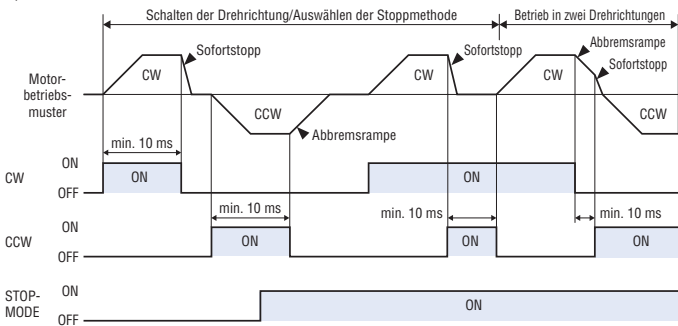 Schalten der Drehrichtung/Auswählen der Stoppmethode
Betrieb in zwei Drehrichtungen
Sofortstopp
Sofortstopp
Abbremsrampe
Sofortstopp
CW
CW
CW
Motor-
betriebs-
muster
CCW
CCW
Abbremsrampe
min. 10 ms
ON
CW
ON
ON
OFF
min. 10 ms
min. 10 ms
min. 10 ms
ON
CCW
ON
ON
ON
OFF
ON
STOP-
MODE
ON
OFF